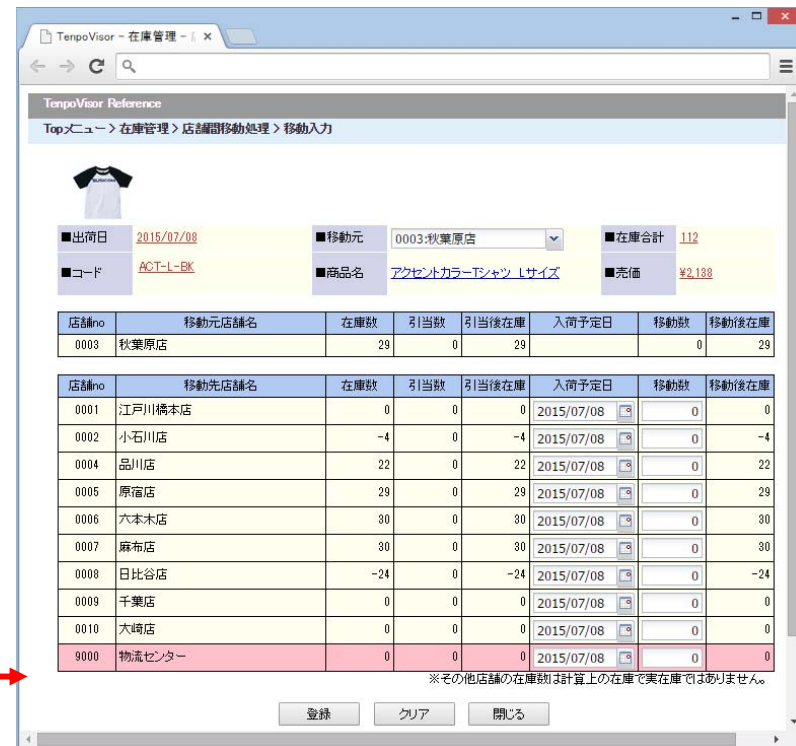 TenpoVisor - 在庫管理 -
TenpoVisor Reference
Topメニュー > 在庫管理 > 店舗間移動処理 > 移動入力
■出荷日 2015/07/08 ■移動元 0003:秋葉原店 ■在庫合計 112
■コード ACT-L-BK ■商品名 アクセントカラーTシャツ Lサイズ ■売価 ¥2,138
店舗no 移動元店舗名 在庫数 引当数 引当後在庫 入荷予定日 移動数 移動後在庫
0003 秋葉原店 29 0 29 0 29
店舗no 移動先店舗名 在庫数 引当数 引当後在庫 入荷予定日 移動数 移動後在庫
0001 江戸川橋本店 0 0 0 2015/07/08 0 0
0002 小石川店 -4 0 -4 2015/07/08 0 -4
0004 品川店 22 0 22 2015/07/08 0 22
0005 原宿店 29 0 29 2015/07/08 0 29
0006 六本木店 30 0 30 2015/07/08 0 30
0007 麻布店 30 0 30 2015/07/08 0 30
0008 日比谷店 -24 0 -24 2015/07/08 0 -24
0009 千葉店 0 0 0 2015/07/08 0 0
0010 大崎店 0 0 0 2015/07/08 0 0
9000 物流センター 0 0 0 2015/07/08 0 0
※その他店舗の在庫数は計算上の在庫で実在庫ではありません。
登録 クリア 閉じる